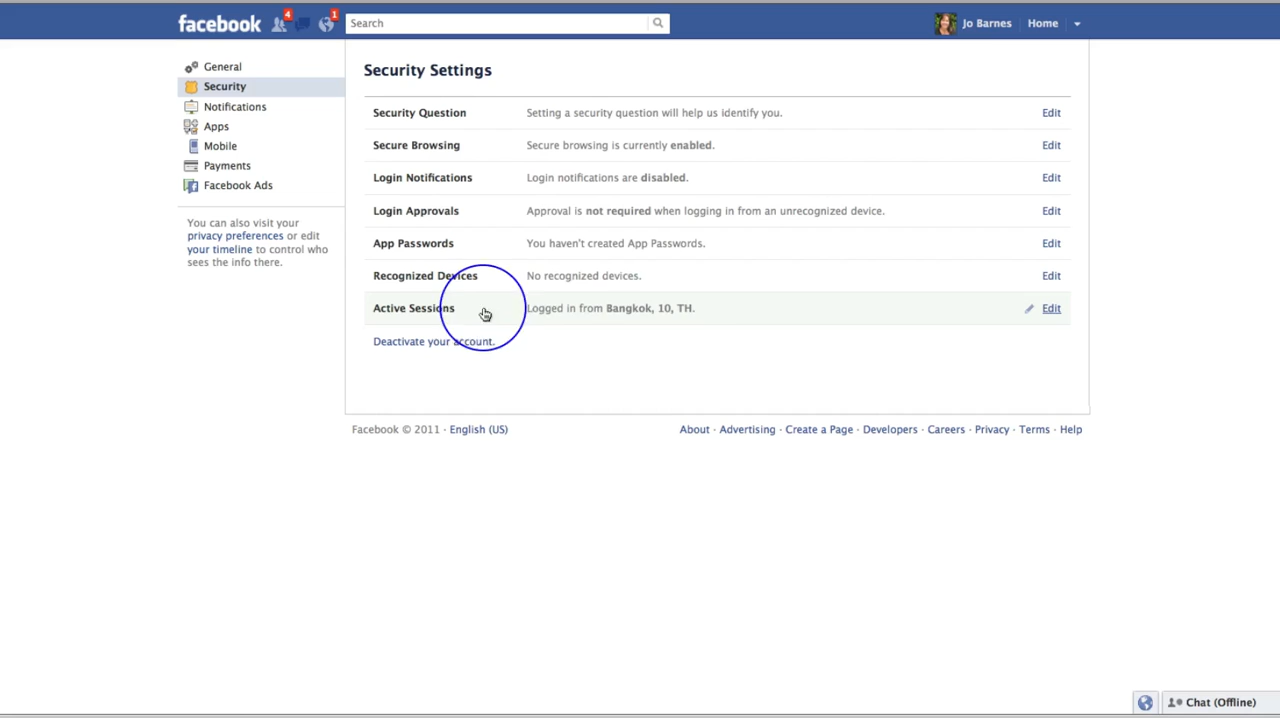 facebook 4 1 Search Jo Barnes Home
General
Security
Notifications
Apps
Mobile
Payments
Facebook Ads
You can also visit your
privacy preferences or edit
your timeline to control who
sees the info there.
Security Settings
Security Question Setting a security question will help us identify you. Edit
Secure Browsing Secure browsing is currently enabled. Edit
Login Notifications Login notifications are disabled. Edit
Login Approvals Approval is not required when logging in from an unrecognized device. Edit
App Passwords You haven't created App Passwords. Edit
Recognized Devices No recognized devices. Edit
Active Sessions Logged in from Bangkok, 10, TH. Edit
Deactivate your account.
Facebook © 2011 · English (US) About · Advertising · Create a Page · Developers · Careers · Privacy · Terms · Help
Chat (Offline)